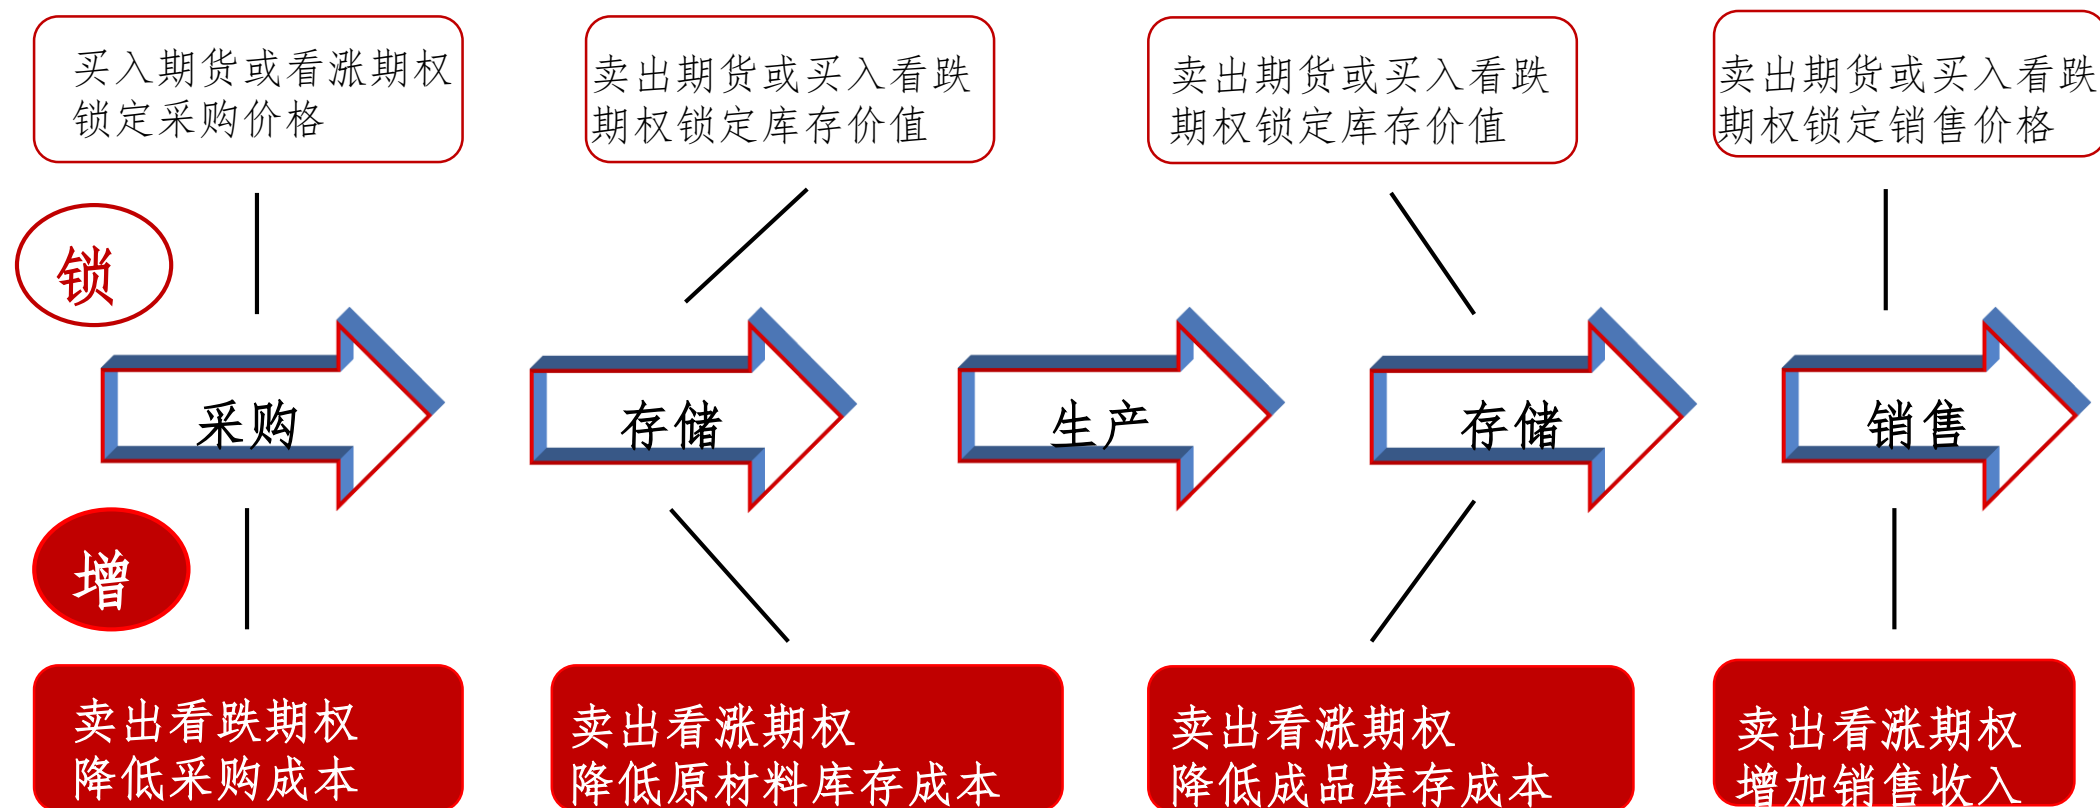 买入期货或看涨期权
锁定采购价格
卖出期货或买入看跌
期权锁定库存价值
卖出期货或买入看跌
期权锁定库存价值
卖出期货或买入看跌
期权锁定销售价格
锁
采购
存储
生产
存储
销售
增
卖出看跌期权
降低采购成本
卖出看涨期权
降低原材料库存成本
卖出看涨期权
降低成品库存成本
卖出看涨期权
增加销售收入